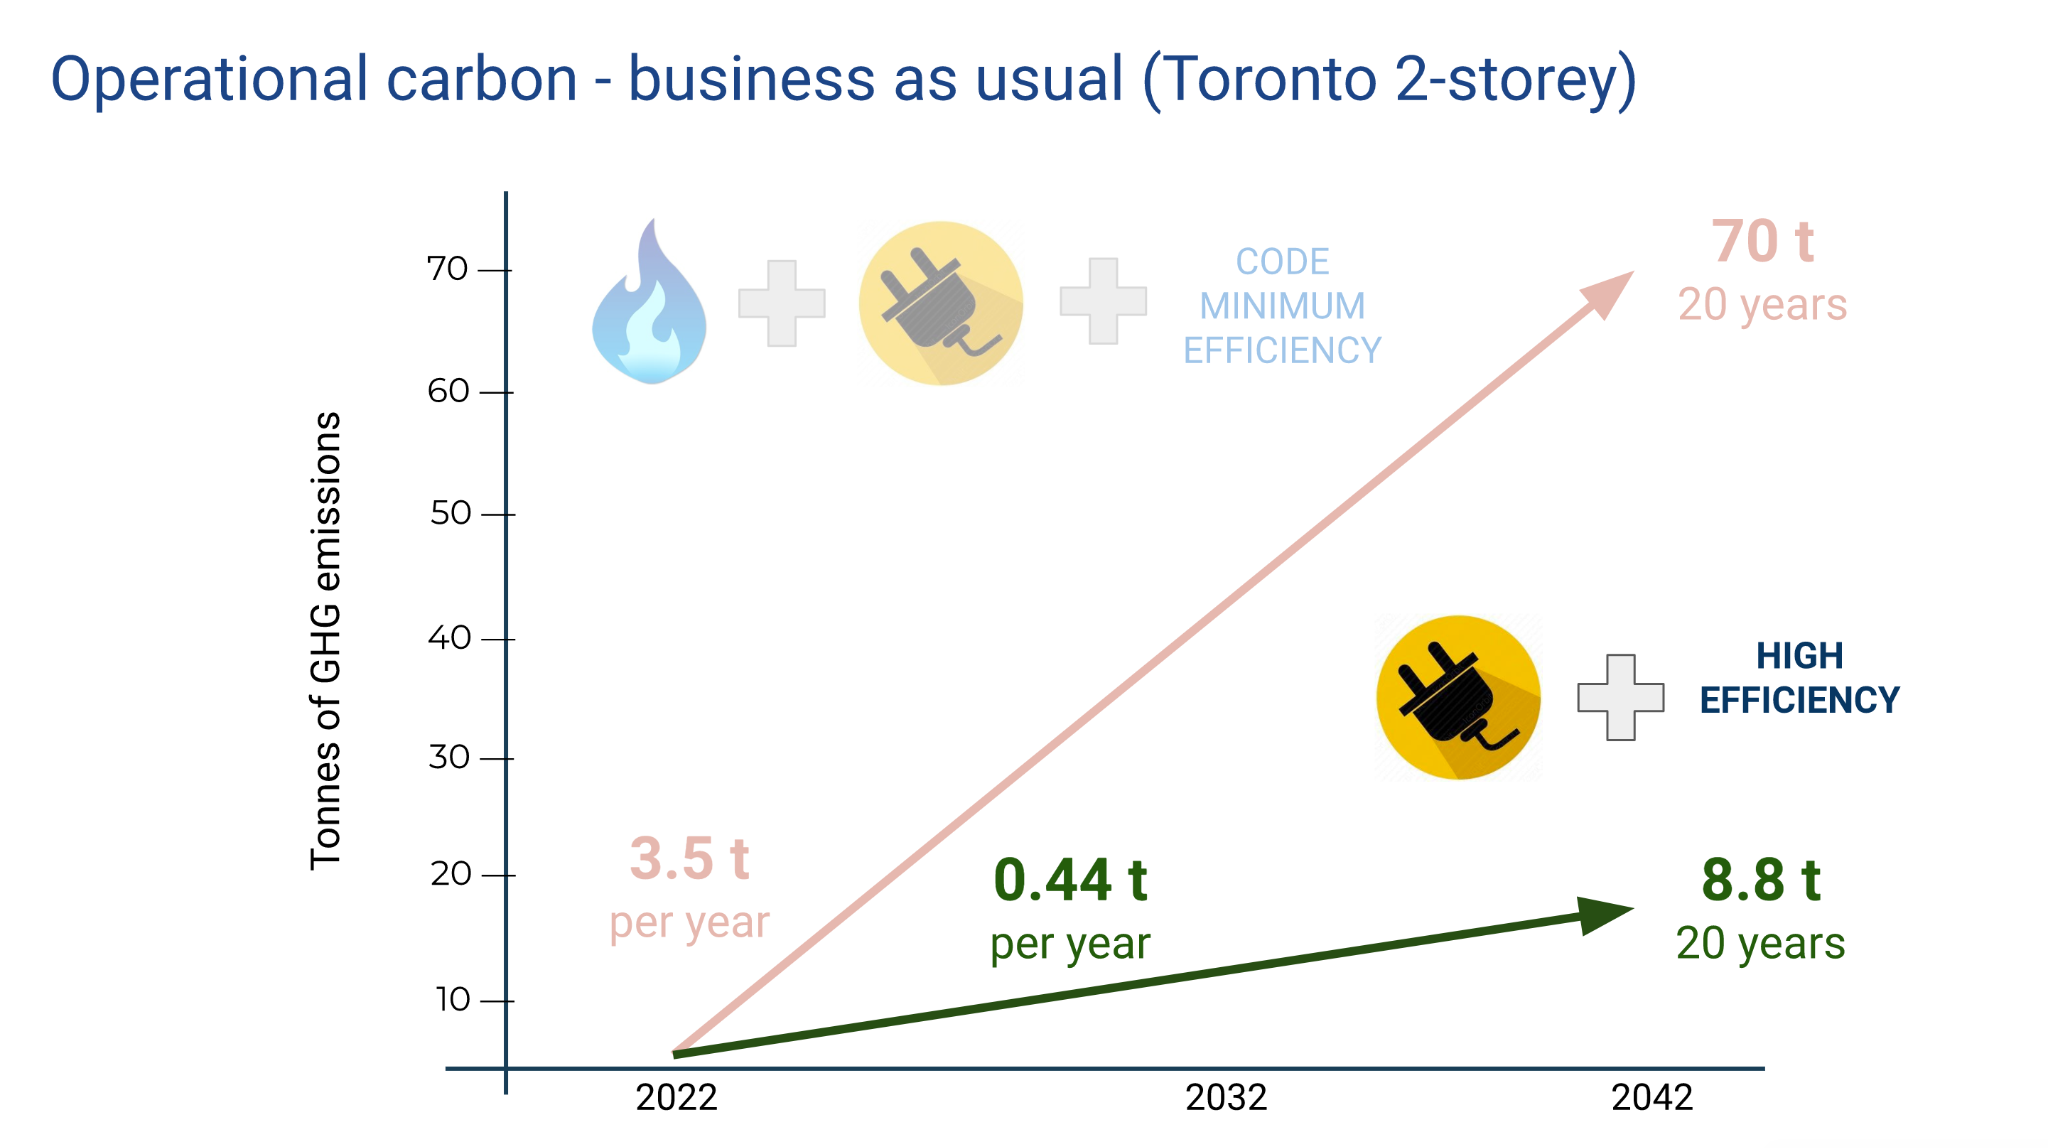 Operational carbon - business as usual (Toronto 2-storey)
Tonnes of GHG emissions
70
60
50
40
30
20
10
CODE
MINIMUM
EFFICIENCY
70 t
20 years
HIGH
EFFICIENCY
3.5 t
per year
0.44 t
per year
8.8 t
20 years
2022
2032
2042